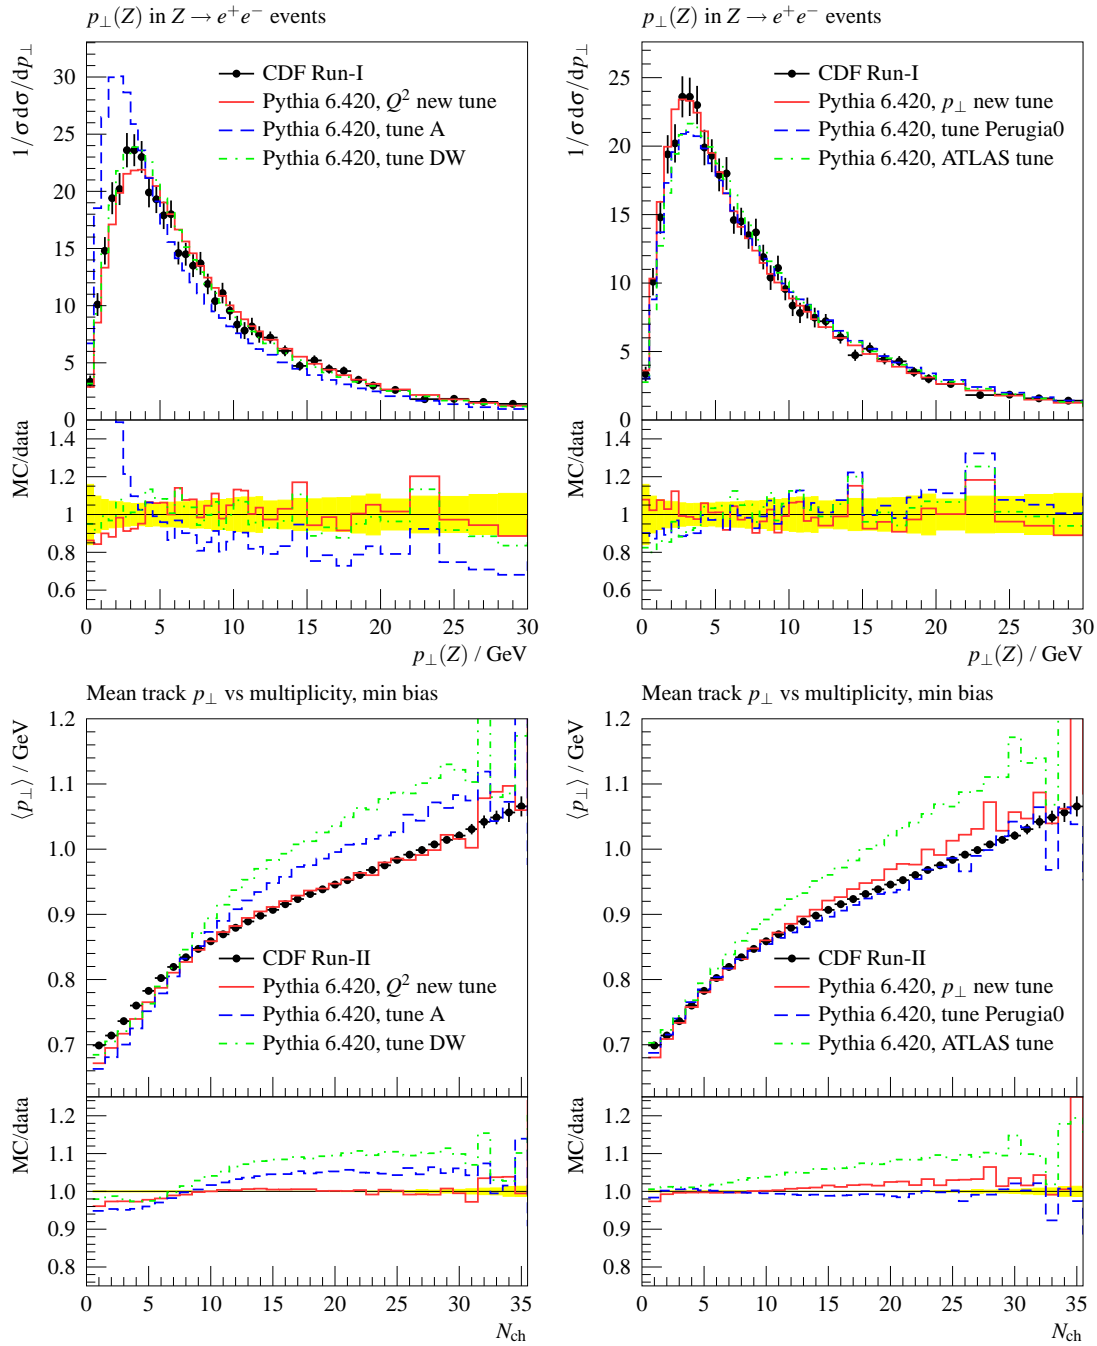 p⊥(Z) in Z → e⁺e⁻ events
1/σ dσ/dp⊥
30
25
20
15
10
5
0
CDF Run-I
Pythia 6.420, Q² new tune
Pythia 6.420, tune A
Pythia 6.420, tune DW
MC/data
1.4
1.2
1
0.8
0.6
0 5 10 15 20 25 30
p⊥(Z) / GeV
p⊥(Z) in Z → e⁺e⁻ events
1/σ dσ/dp⊥
25
20
15
10
5
0
CDF Run-I
Pythia 6.420, p⊥ new tune
Pythia 6.420, tune Perugia0
Pythia 6.420, ATLAS tune
MC/data
1.4
1.2
1
0.8
0.6
0 5 10 15 20 25 30
p⊥(Z) / GeV
Mean track p⊥ vs multiplicity, min bias
⟨p⊥⟩ / GeV
1.2
1.1
1.0
0.9
0.8
0.7
CDF Run-II
Pythia 6.420, Q² new tune
Pythia 6.420, tune A
Pythia 6.420, tune DW
MC/data
1.2
1.1
1.0
0.9
0.8
0 5 10 15 20 25 30 35
Nch
Mean track p⊥ vs multiplicity, min bias
⟨p⊥⟩ / GeV
1.2
1.1
1.0
0.9
0.8
0.7
CDF Run-II
Pythia 6.420, p⊥ new tune
Pythia 6.420, tune Perugia0
Pythia 6.420, ATLAS tune
MC/data
1.2
1.1
1.0
0.9
0.8
0 5 10 15 20 25 30 35
Nch